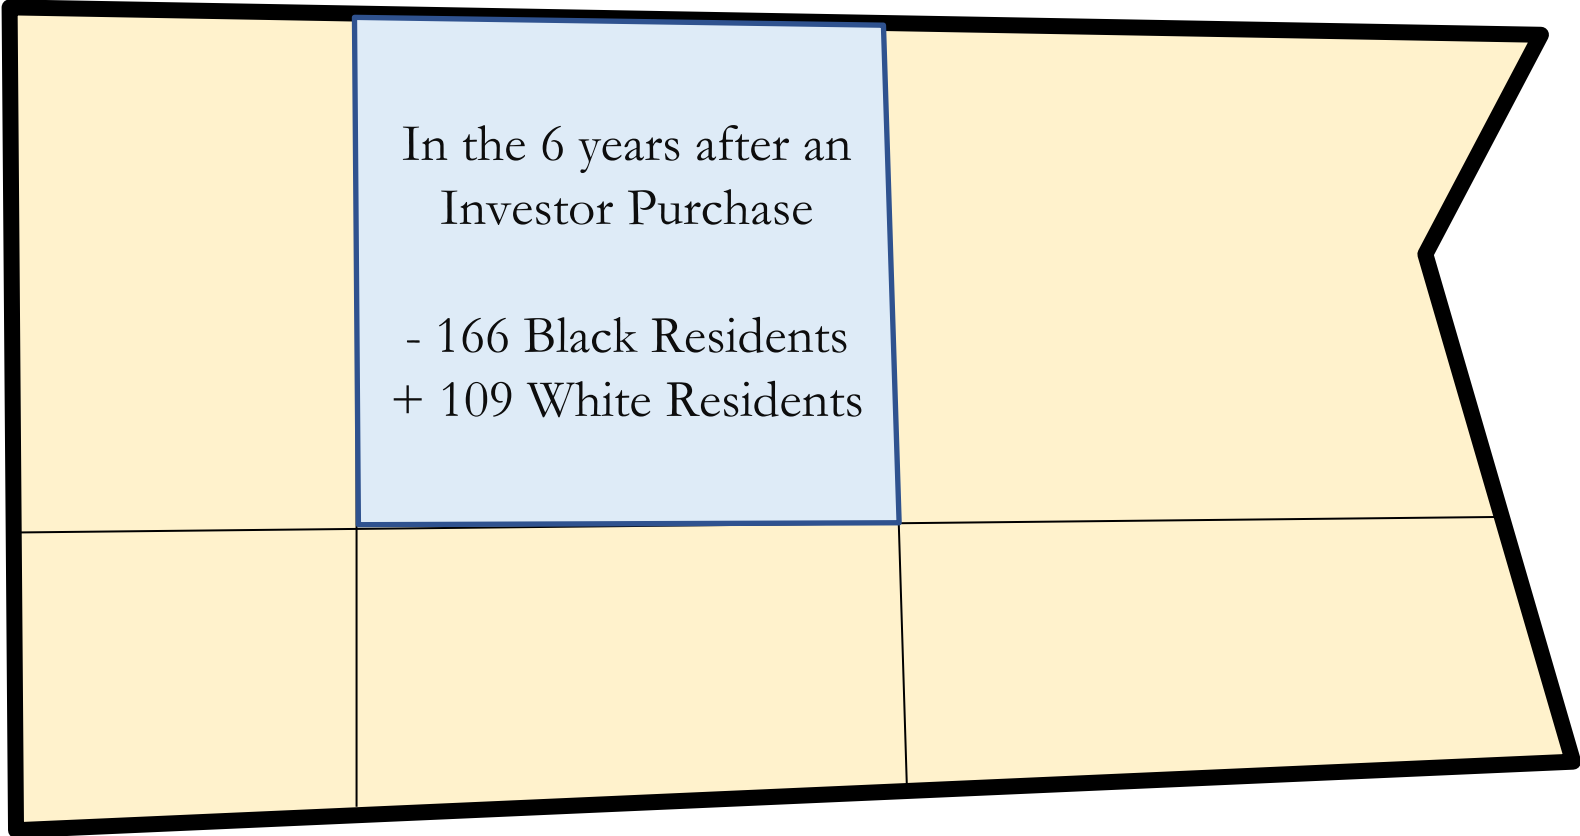 In the 6 years after an
Investor Purchase
- 166 Black Residents
+ 109 White Residents